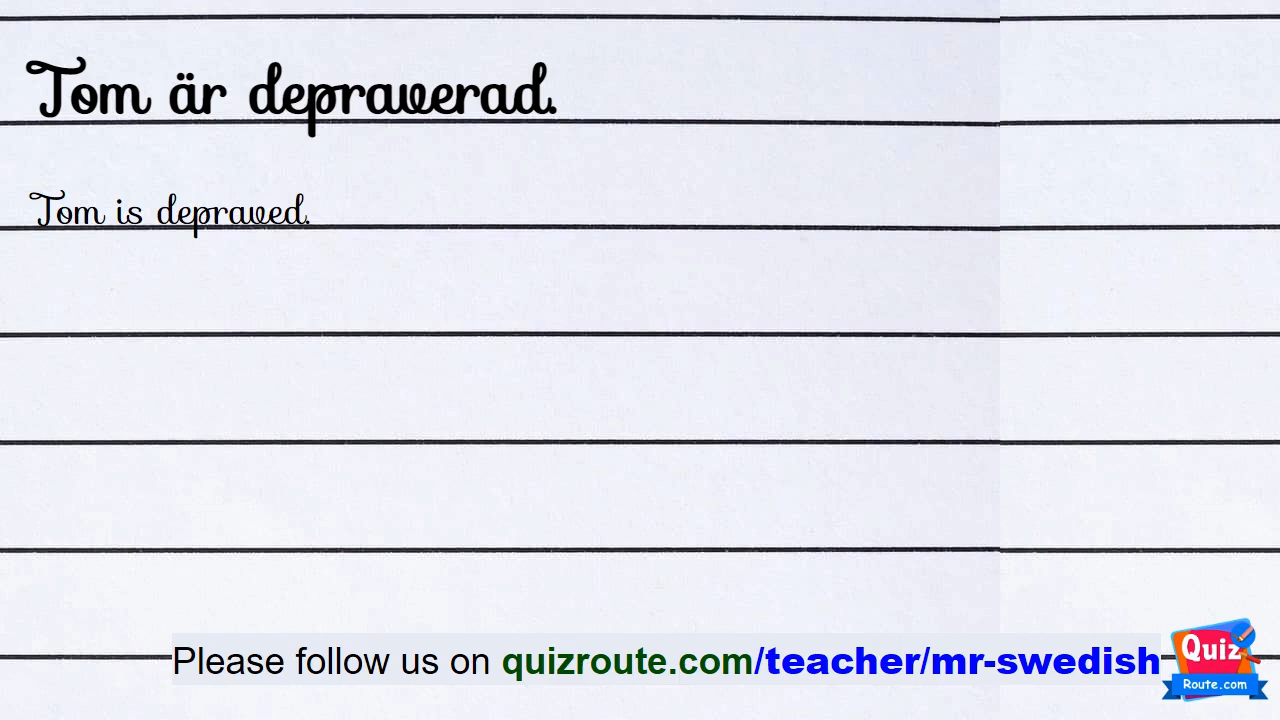 Tom är depraverad.
Tom is depraved.
Please follow us on quizroute.com/teacher/mr-swedish
Quiz
Route.com